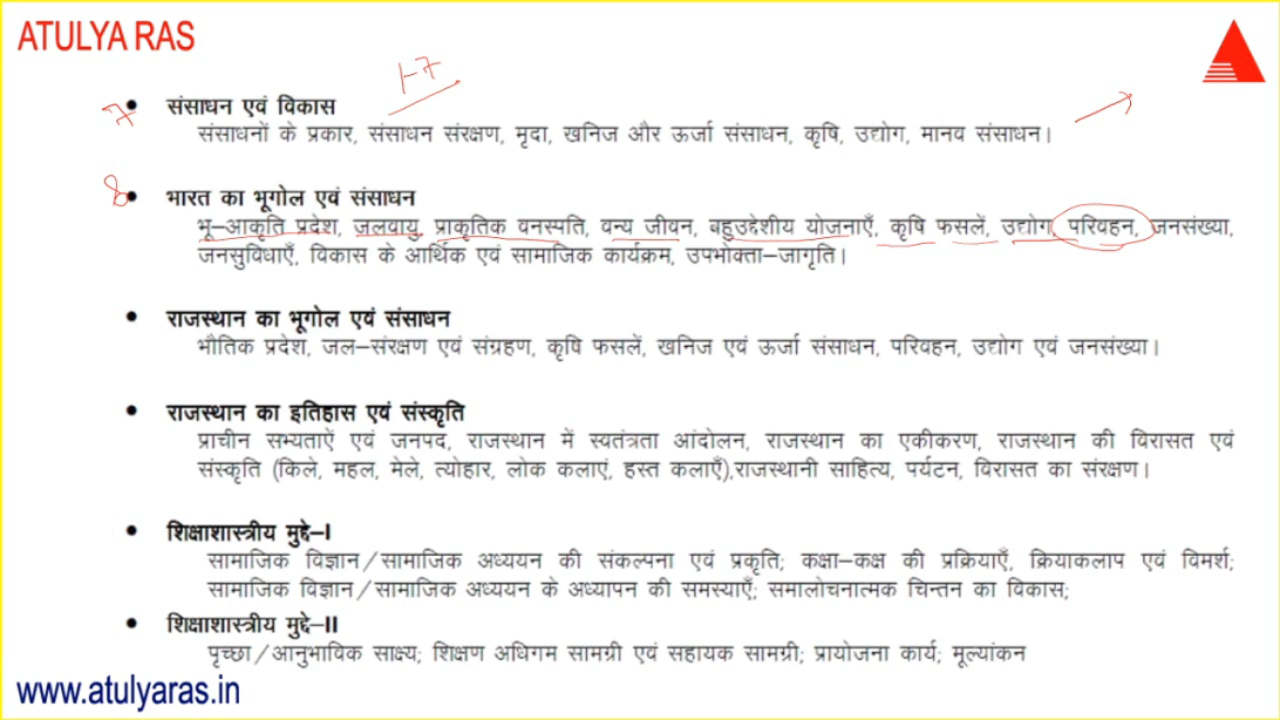 ATULYA RAS
1-7
7 • संसाधन एवं विकास
संसाधनों के प्रकार, संसाधन संरक्षण, मृदा, खनिज और ऊर्जा संसाधन, कृषि, उद्योग, मानव संसाधन।
8 • भारत का भूगोल एवं संसाधन
भू–आकृति प्रदेश, जलवायु, प्राकृतिक वनस्पति, वन्य जीवन, बहुउद्देशीय योजनाएँ, कृषि फसलें, उद्योग, परिवहन, जनसंख्या,
जनसुविधाएँ, विकास के आर्थिक एवं सामाजिक कार्यक्रम, उपभोक्ता–जागृति।
• राजस्थान का भूगोल एवं संसाधन
भौतिक प्रदेश, जल–संरक्षण एवं संग्रहण, कृषि फसलें, खनिज एवं ऊर्जा संसाधन, परिवहन, उद्योग एवं जनसंख्या।
• राजस्थान का इतिहास एवं संस्कृति
प्राचीन सभ्यताऐं एवं जनपद, राजस्थान में स्वतंत्रता आंदोलन, राजस्थान का एकीकरण, राजस्थान की विरासत एवं
संस्कृति (किले, महल, मेले, त्योहार, लोक कलाएं, हस्त कलाएँ),राजस्थानी साहित्य, पर्यटन, विरासत का संरक्षण।
• शिक्षाशास्त्रीय मुद्दे–I
सामाजिक विज्ञान/सामाजिक अध्ययन की संकल्पना एवं प्रकृति; कक्षा–कक्ष की प्रक्रियाएँ, क्रियाकलाप एवं विमर्श;
सामाजिक विज्ञान/सामाजिक अध्ययन के अध्यापन की समस्याएँ; समालोचनात्मक चिन्तन का विकास;
• शिक्षाशास्त्रीय मुद्दे–II
पृच्छा/आनुभाविक साक्ष्य; शिक्षण अधिगम सामग्री एवं सहायक सामग्री; प्रायोजना कार्य; मूल्यांकन
www.atulyaras.in